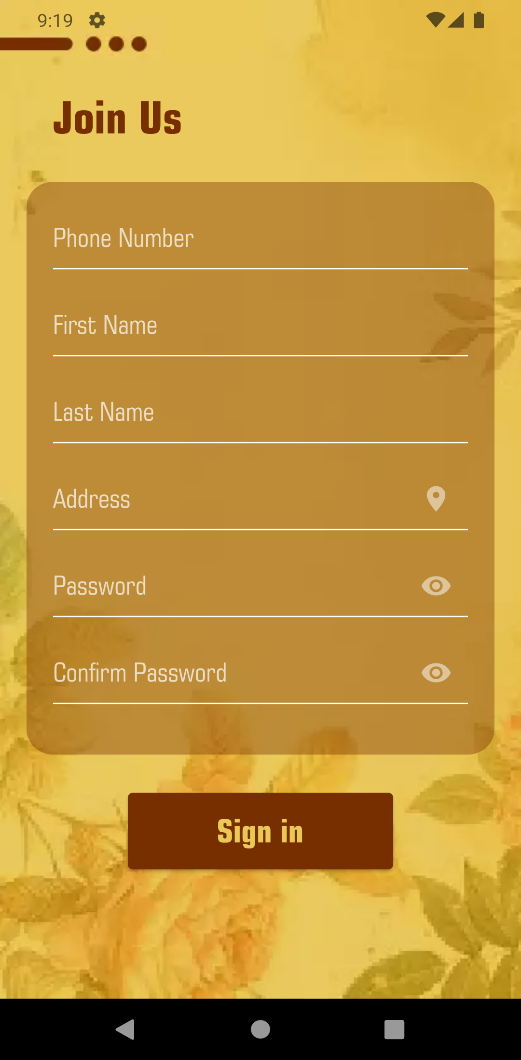 9:19
Join Us
Phone Number
First Name
Last Name
Address
Password
Confirm Password
Sign in